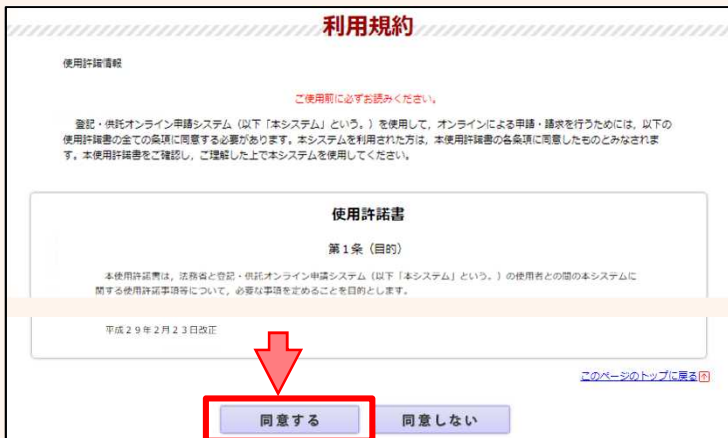 利用規約
使用許諾情報
ご使用前に必ずお読みください。
登記・供託オンライン申請システム（以下「本システム」という。）を使用して，オンラインによる申請・請求を行うためには，以下の
使用許諾書の全ての条項に同意する必要があります。本システムを利用された方は，本使用許諾書の各条項に同意したものとみなされま
す。本使用許諾書をご確認し，ご理解した上で本システムを使用してください。
使用許諾書
第１条（目的）
本使用許諾書は，法務省と登記・供託オンライン申請システム（以下「本システム」という。）の使用者との間の本システムに
関する使用許諾事項等について，必要な事項を定めることを目的とします。
平成２９年２月２３日改正
このページのトップに戻る
同意する
同意しない